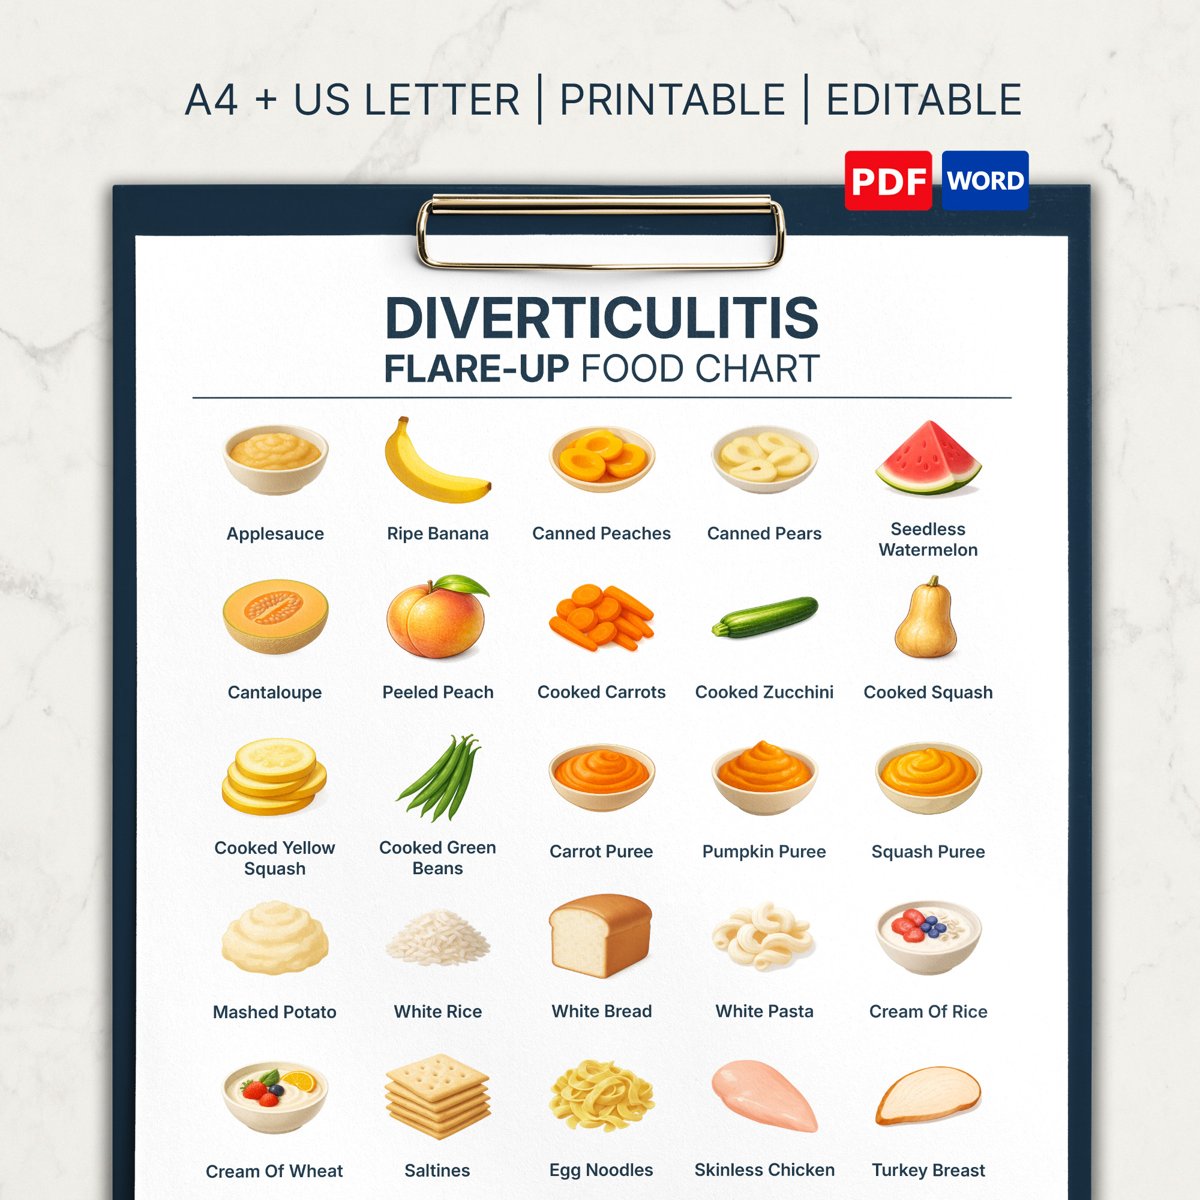 A4 + US LETTER | PRINTABLE | EDITABLE
PDF WORD
DIVERTICULITIS
FLARE-UP FOOD CHART
Applesauce
Ripe Banana
Canned Peaches
Canned Pears
Seedless
Watermelon
Cantaloupe
Peeled Peach
Cooked Carrots
Cooked Zucchini
Cooked Squash
Cooked Yellow
Squash
Cooked Green
Beans
Carrot Puree
Pumpkin Puree
Squash Puree
Mashed Potato
White Rice
White Bread
White Pasta
Cream Of Rice
Cream Of Wheat
Saltines
Egg Noodles
Skinless Chicken
Turkey Breast